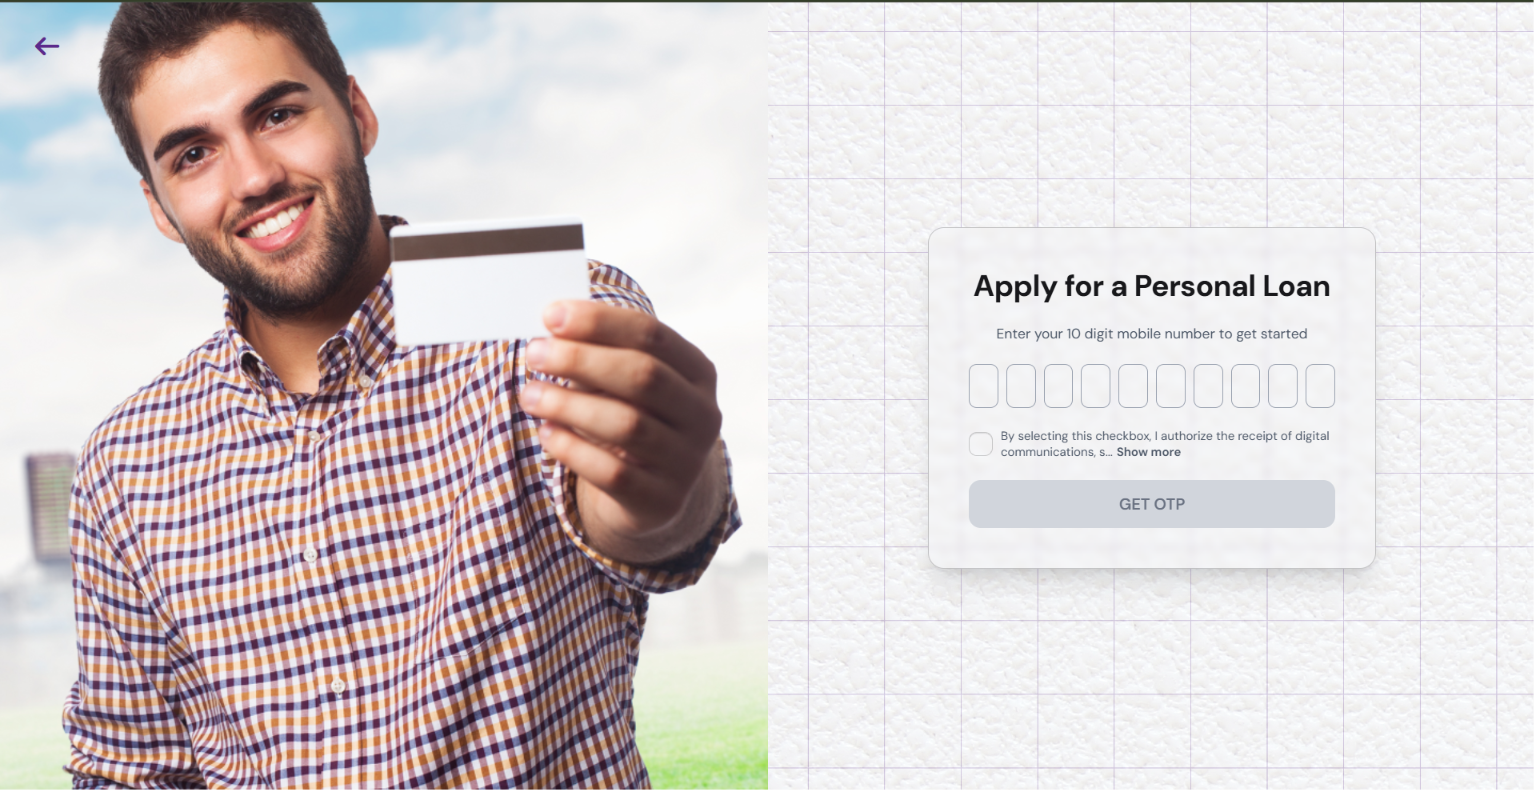 Apply for a Personal Loan
Enter your 10 digit mobile number to get started
By selecting this checkbox, I authorize the receipt of digital
communications, s... Show more
GET OTP